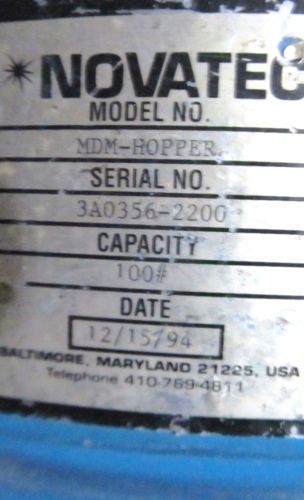 NOVATEC
MODEL NO.
MDM-HOPPER
SERIAL NO.
3A0356-2200
CAPACITY
100#
DATE
12/15/94
BALTIMORE, MARYLAND 21225, USA
Telephone 410-789-4811